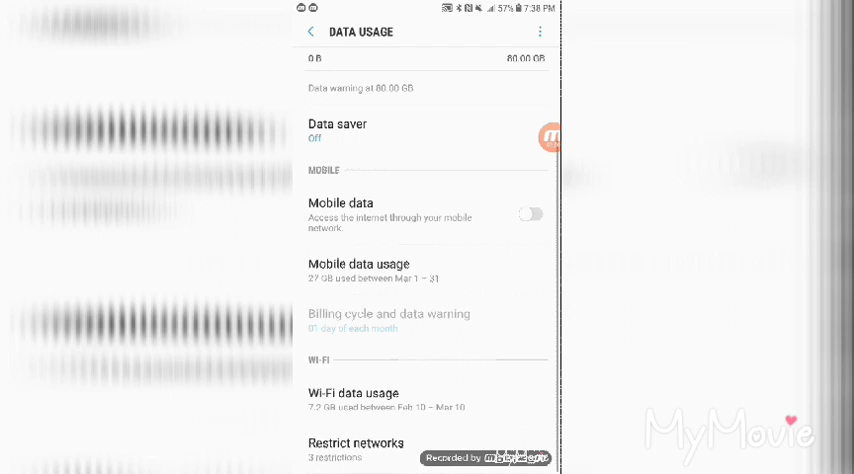 57% 7:38 PM
DATA USAGE
0 B 80.00 GB
Data warning at 80.00 GB
Data saver
Off
MOBILE
Mobile data
Access the internet through your mobile
network.
Mobile data usage
27 GB used between Mar 1 – 31
Billing cycle and data warning
01 day of each month
WI-FI
Wi-Fi data usage
7.2 GB used between Feb 10 – Mar 10
Restrict networks
3 restrictions
Recorded by
MyMovie